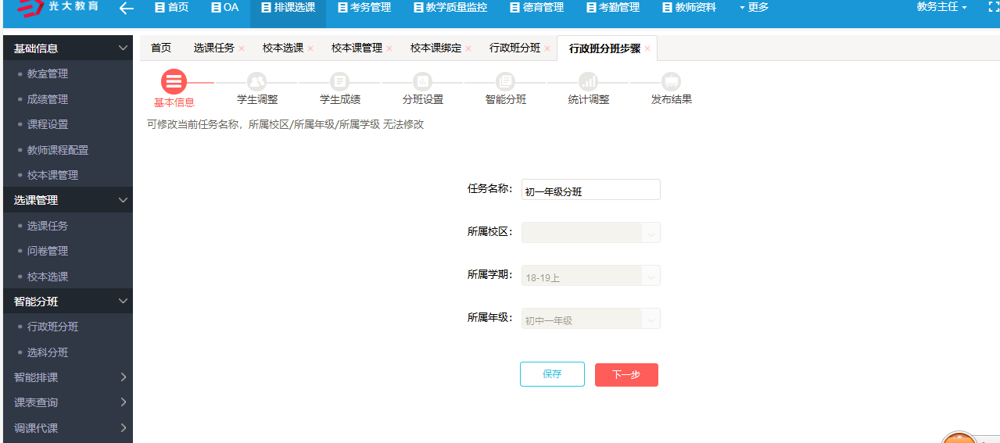 光大教育
首页 OA 排课选课 考务管理 教学质量监控 德育管理 考勤管理 教师资料 更多 教务主任
基础信息
教室管理
成绩管理
课程设置
教师课程配置
校本课管理
选课管理
选课任务
问卷管理
校本选课
智能分班
行政班分班
选科分班
智能排课
课表查询
调课代课
首页 选课任务 × 校本选课 × 校本课管理 × 校本课绑定 × 行政班分班 × 行政班分班步骤 ×
基本信息 学生调整 学生成绩 分班设置 智能分班 统计调整 发布结果
可修改当前任务名称，所属校区/所属年级/所属学级 无法修改
任务名称： 初一年级分班
所属校区：
所属学期： 18-19上
所属年级： 初中一年级
保存 下一步